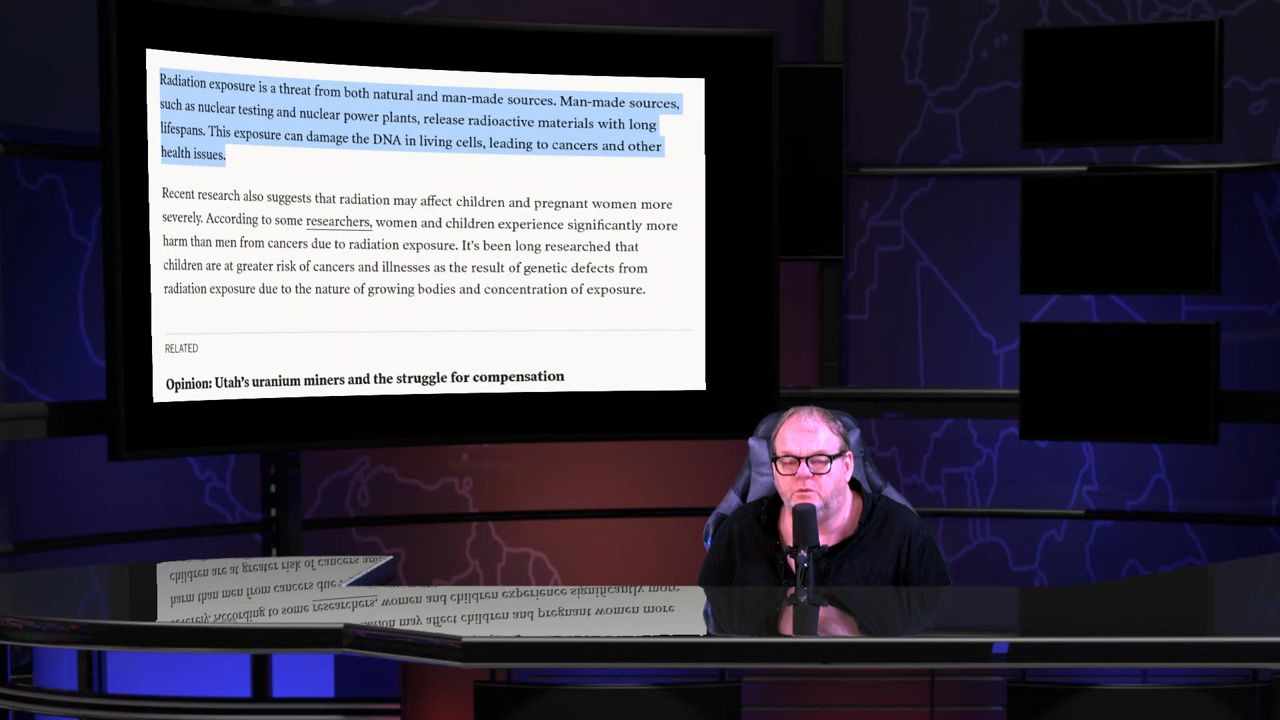 Radiation exposure is a threat from both natural and man-made sources. Man-made sources,
such as nuclear testing and nuclear power plants, release radioactive materials with long
lifespans. This exposure can damage the DNA in living cells, leading to cancers and other
health issues.
Recent research also suggests that radiation may affect children and pregnant women more
severely. According to some researchers, women and children experience significantly more
harm than men from cancers due to radiation exposure. It's been long researched that
children are at greater risk of cancers and illnesses as the result of genetic defects from
radiation exposure due to the nature of growing bodies and concentration of exposure.
RELATED
Opinion: Utah's uranium miners and the struggle for compensation